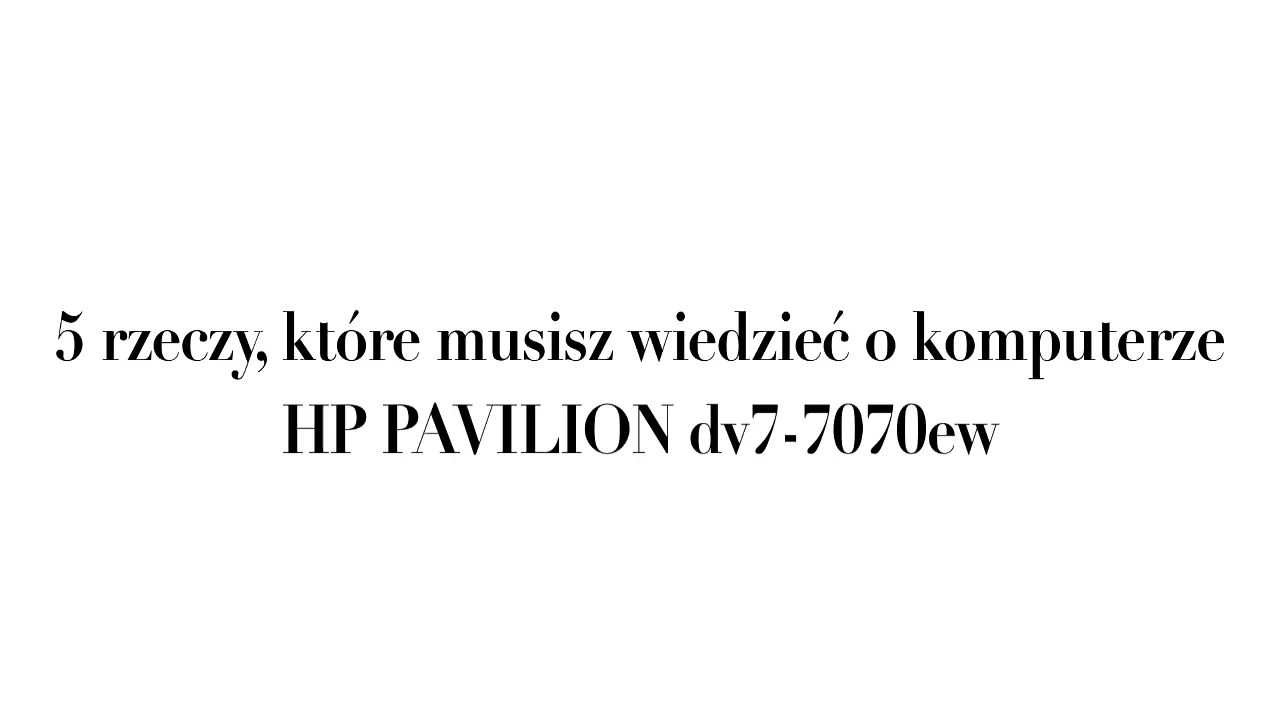 5 rzeczy, które musisz wiedzieć o komputerze
HP PAVILION dv7-7070ew